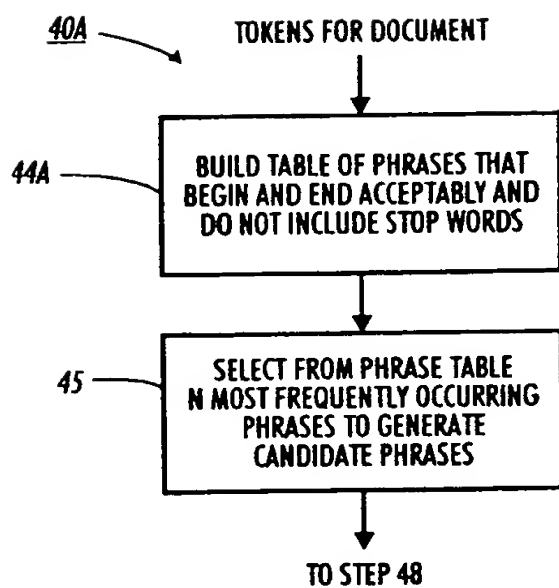 40A
TOKENS FOR DOCUMENT
44A
BUILD TABLE OF PHRASES THAT
BEGIN AND END ACCEPTABLY AND
DO NOT INCLUDE STOP WORDS
45
SELECT FROM PHRASE TABLE
N MOST FREQUENTLY OCCURRING
PHRASES TO GENERATE
CANDIDATE PHRASES
TO STEP 48